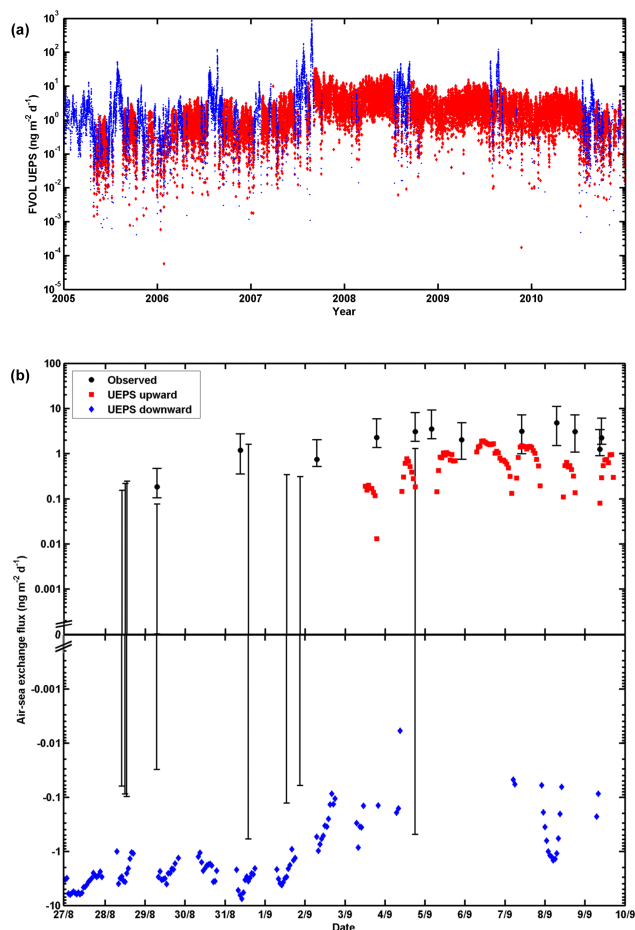 (a)
FVOL UEPS (ng m⁻² d⁻¹)
10³
10²
10¹
10⁰
10⁻¹
10⁻²
10⁻³
10⁻⁴
10⁻⁵
2005 2006 2007 2008 2009 2010
Year
(b)
Air-sea exchange flux (ng m⁻² d⁻¹)
Observed
UEPS upward
UEPS downward
100
10
1
0.1
0.01
0.001
0
-0.001
-0.01
-0.1
-1
-10
27/8 28/8 29/8 30/8 31/8 1/9 2/9 3/9 4/9 5/9 6/9 7/9 8/9 9/9 10/9
Date